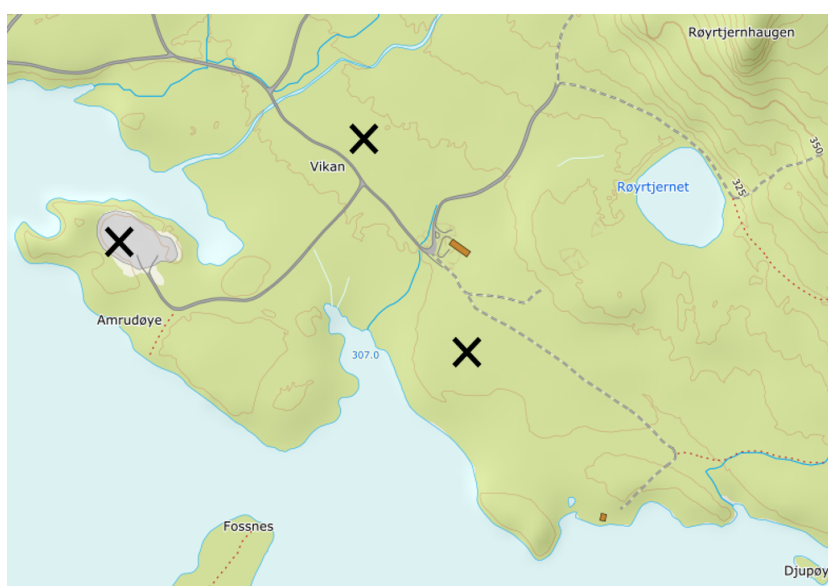 Røyrtjernhaugen
350
Vikan
325
Røyrtjernet
Amrudøye
307.0
Fossnes
Djupøy